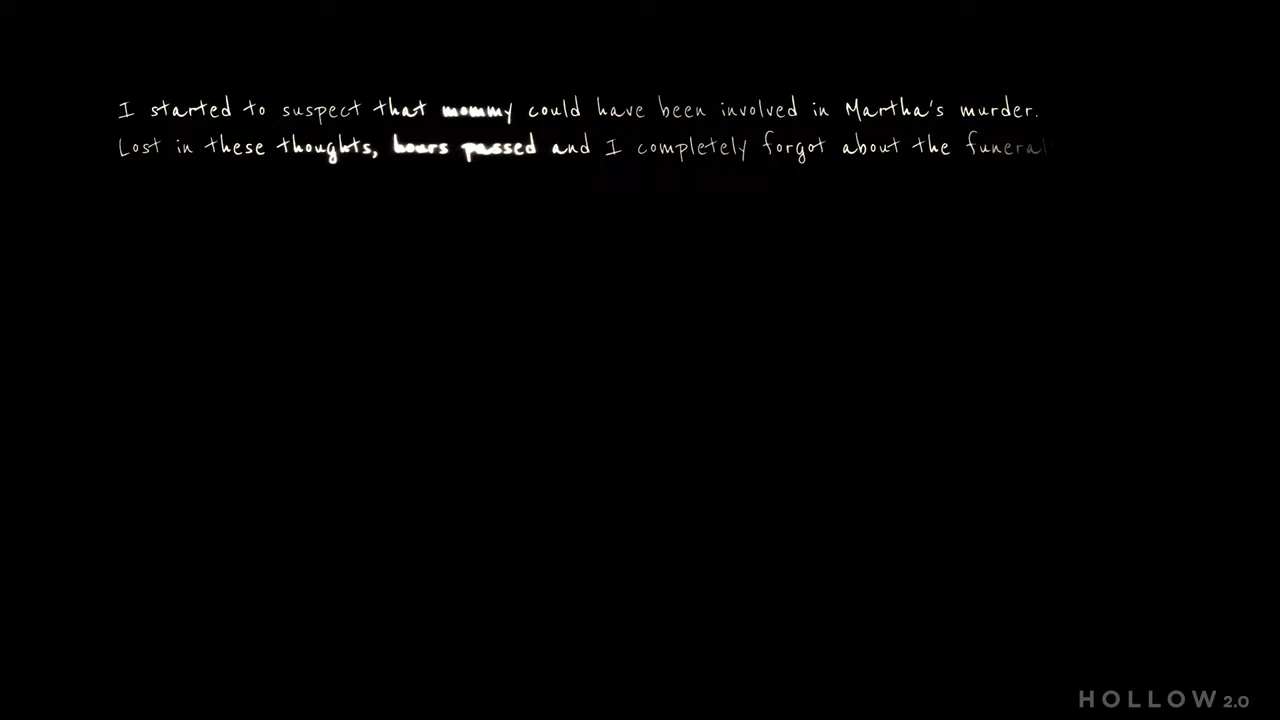 I started to suspect that mommy could have been involved in Martha's murder.
Lost in these thoughts, hours passed and I completely forgot about the funeral
HOLLOW 2.0